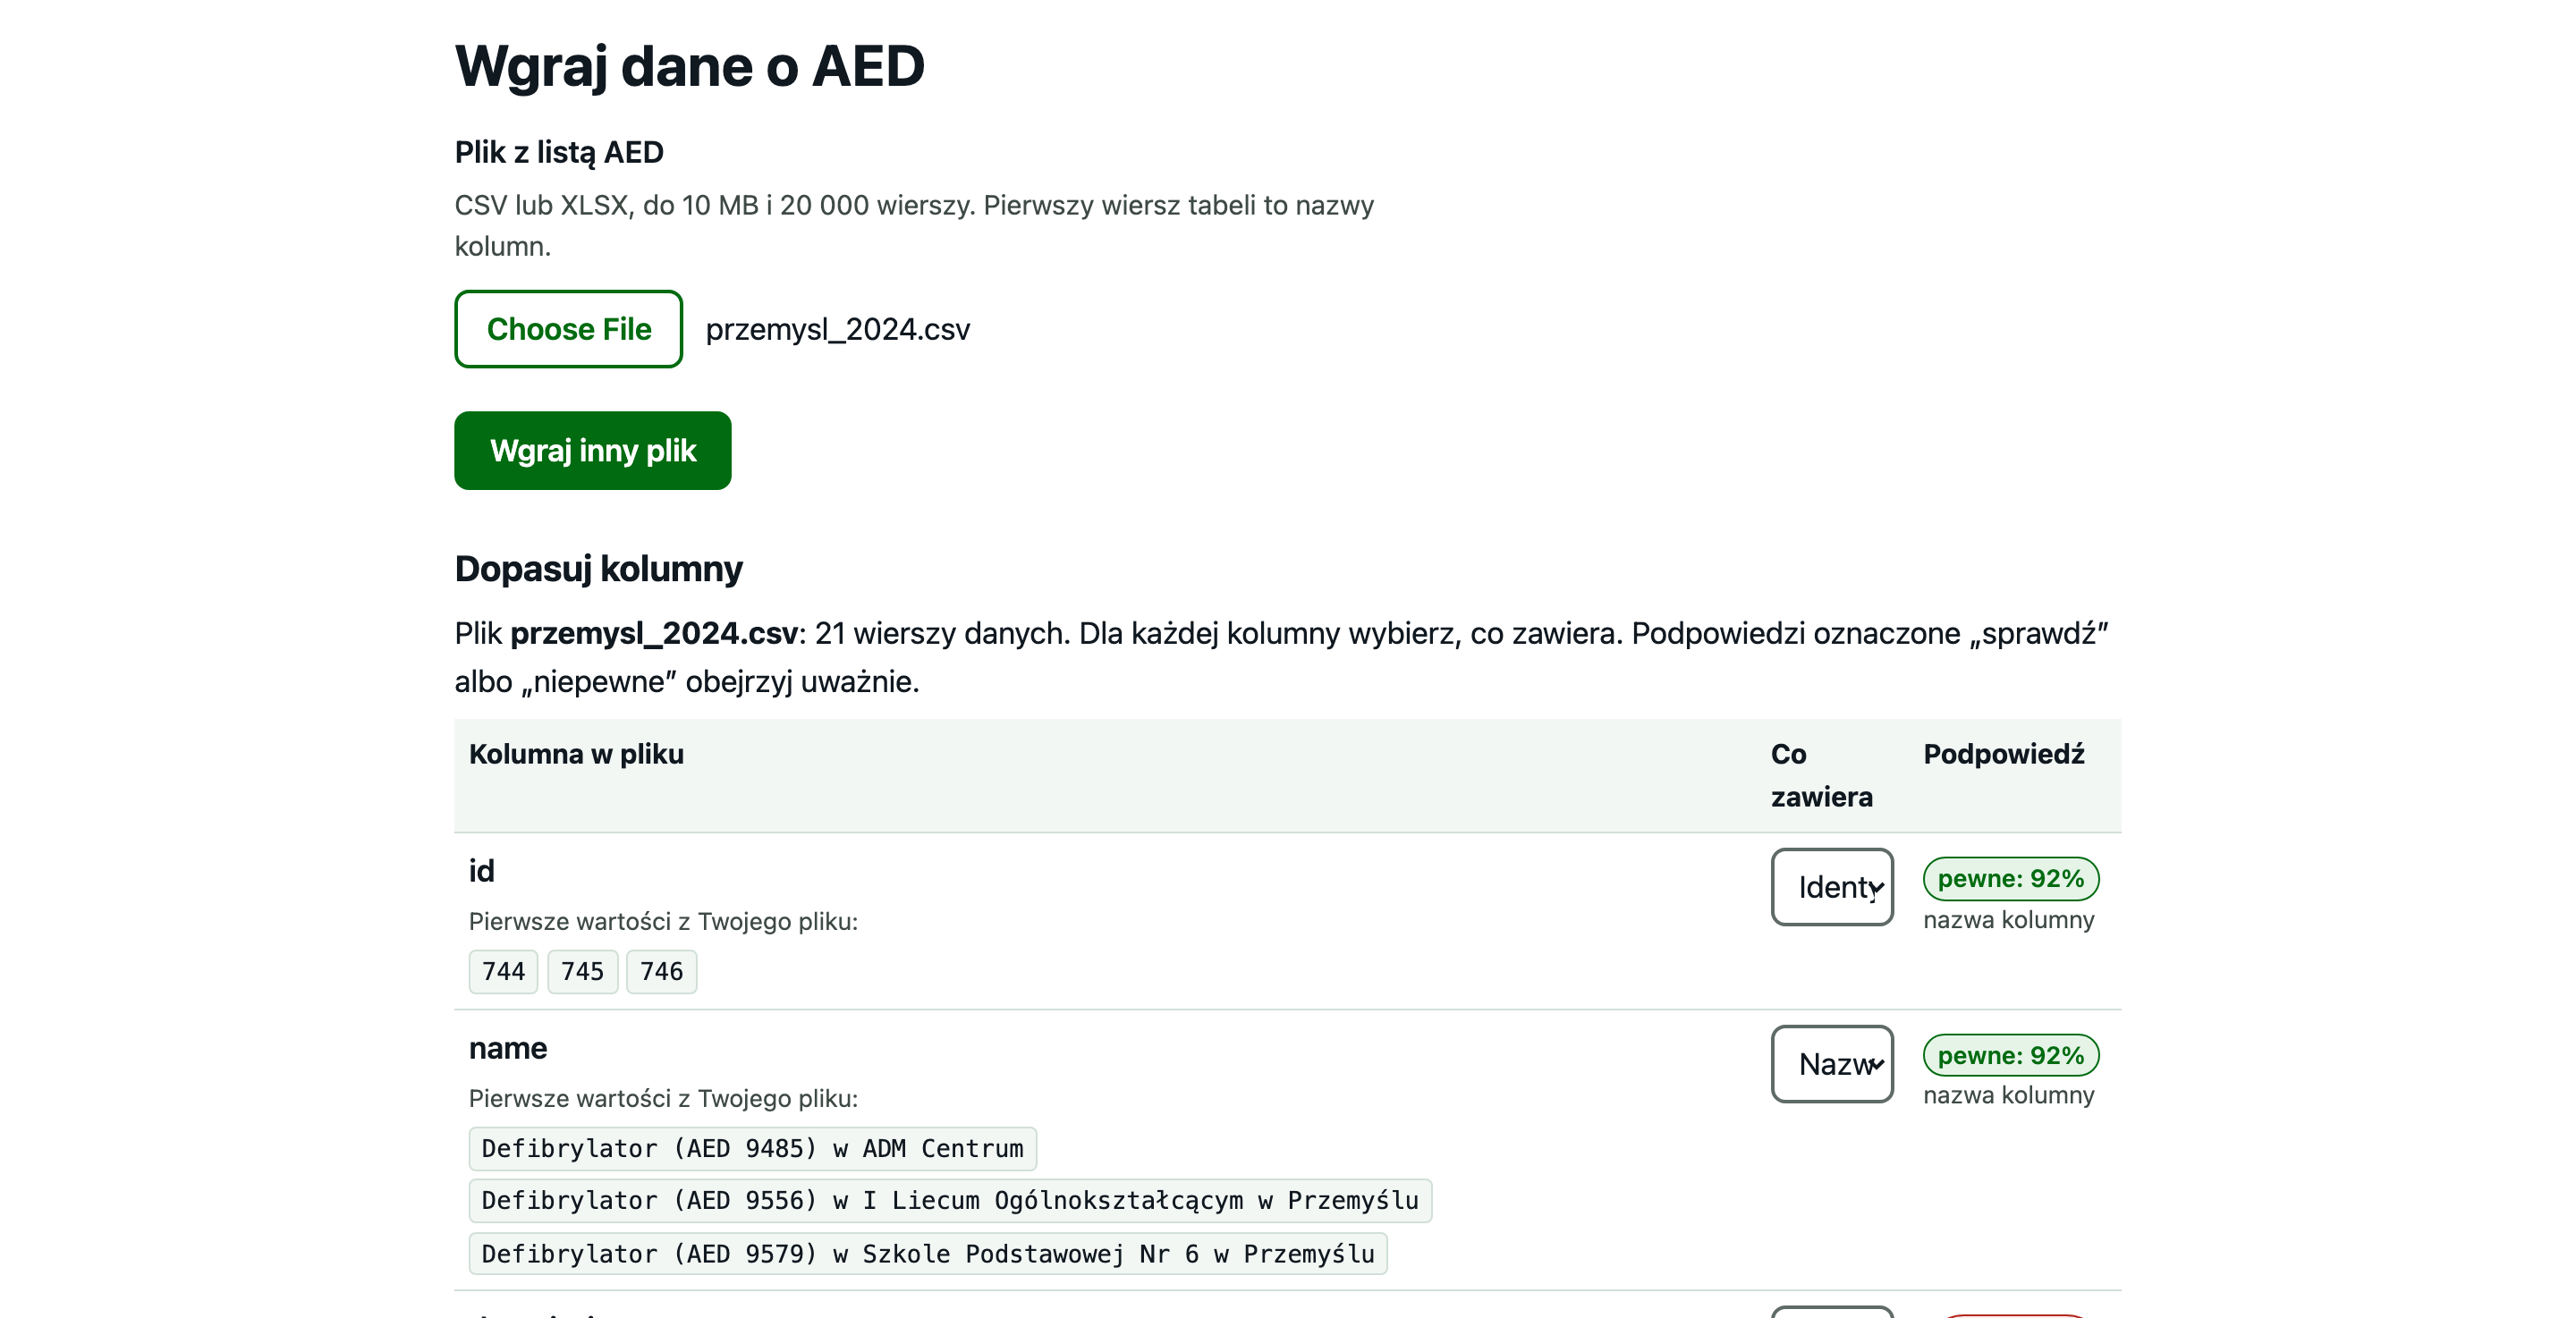 Wgraj dane o AED
Plik z listą AED
CSV lub XLSX, do 10 MB i 20 000 wierszy. Pierwszy wiersz tabeli to nazwy
kolumn.
Choose File przemysl_2024.csv
Wgraj inny plik
Dopasuj kolumny
Plik przemysl_2024.csv: 21 wierszy danych. Dla każdej kolumny wybierz, co zawiera. Podpowiedzi oznaczone „sprawdź”
albo „niepewne” obejrzyj uważnie.
Kolumna w pliku Co zawiera Podpowiedź
id
Pierwsze wartości z Twojego pliku:
744 745 746
Identy
pewne: 92%
nazwa kolumny
name
Pierwsze wartości z Twojego pliku:
Defibrylator (AED 9485) w ADM Centrum
Defibrylator (AED 9556) w I Liecum Ogólnokształcącym w Przemyślu
Defibrylator (AED 9579) w Szkole Podstawowej Nr 6 w Przemyślu
Nazw
pewne: 92%
nazwa kolumny